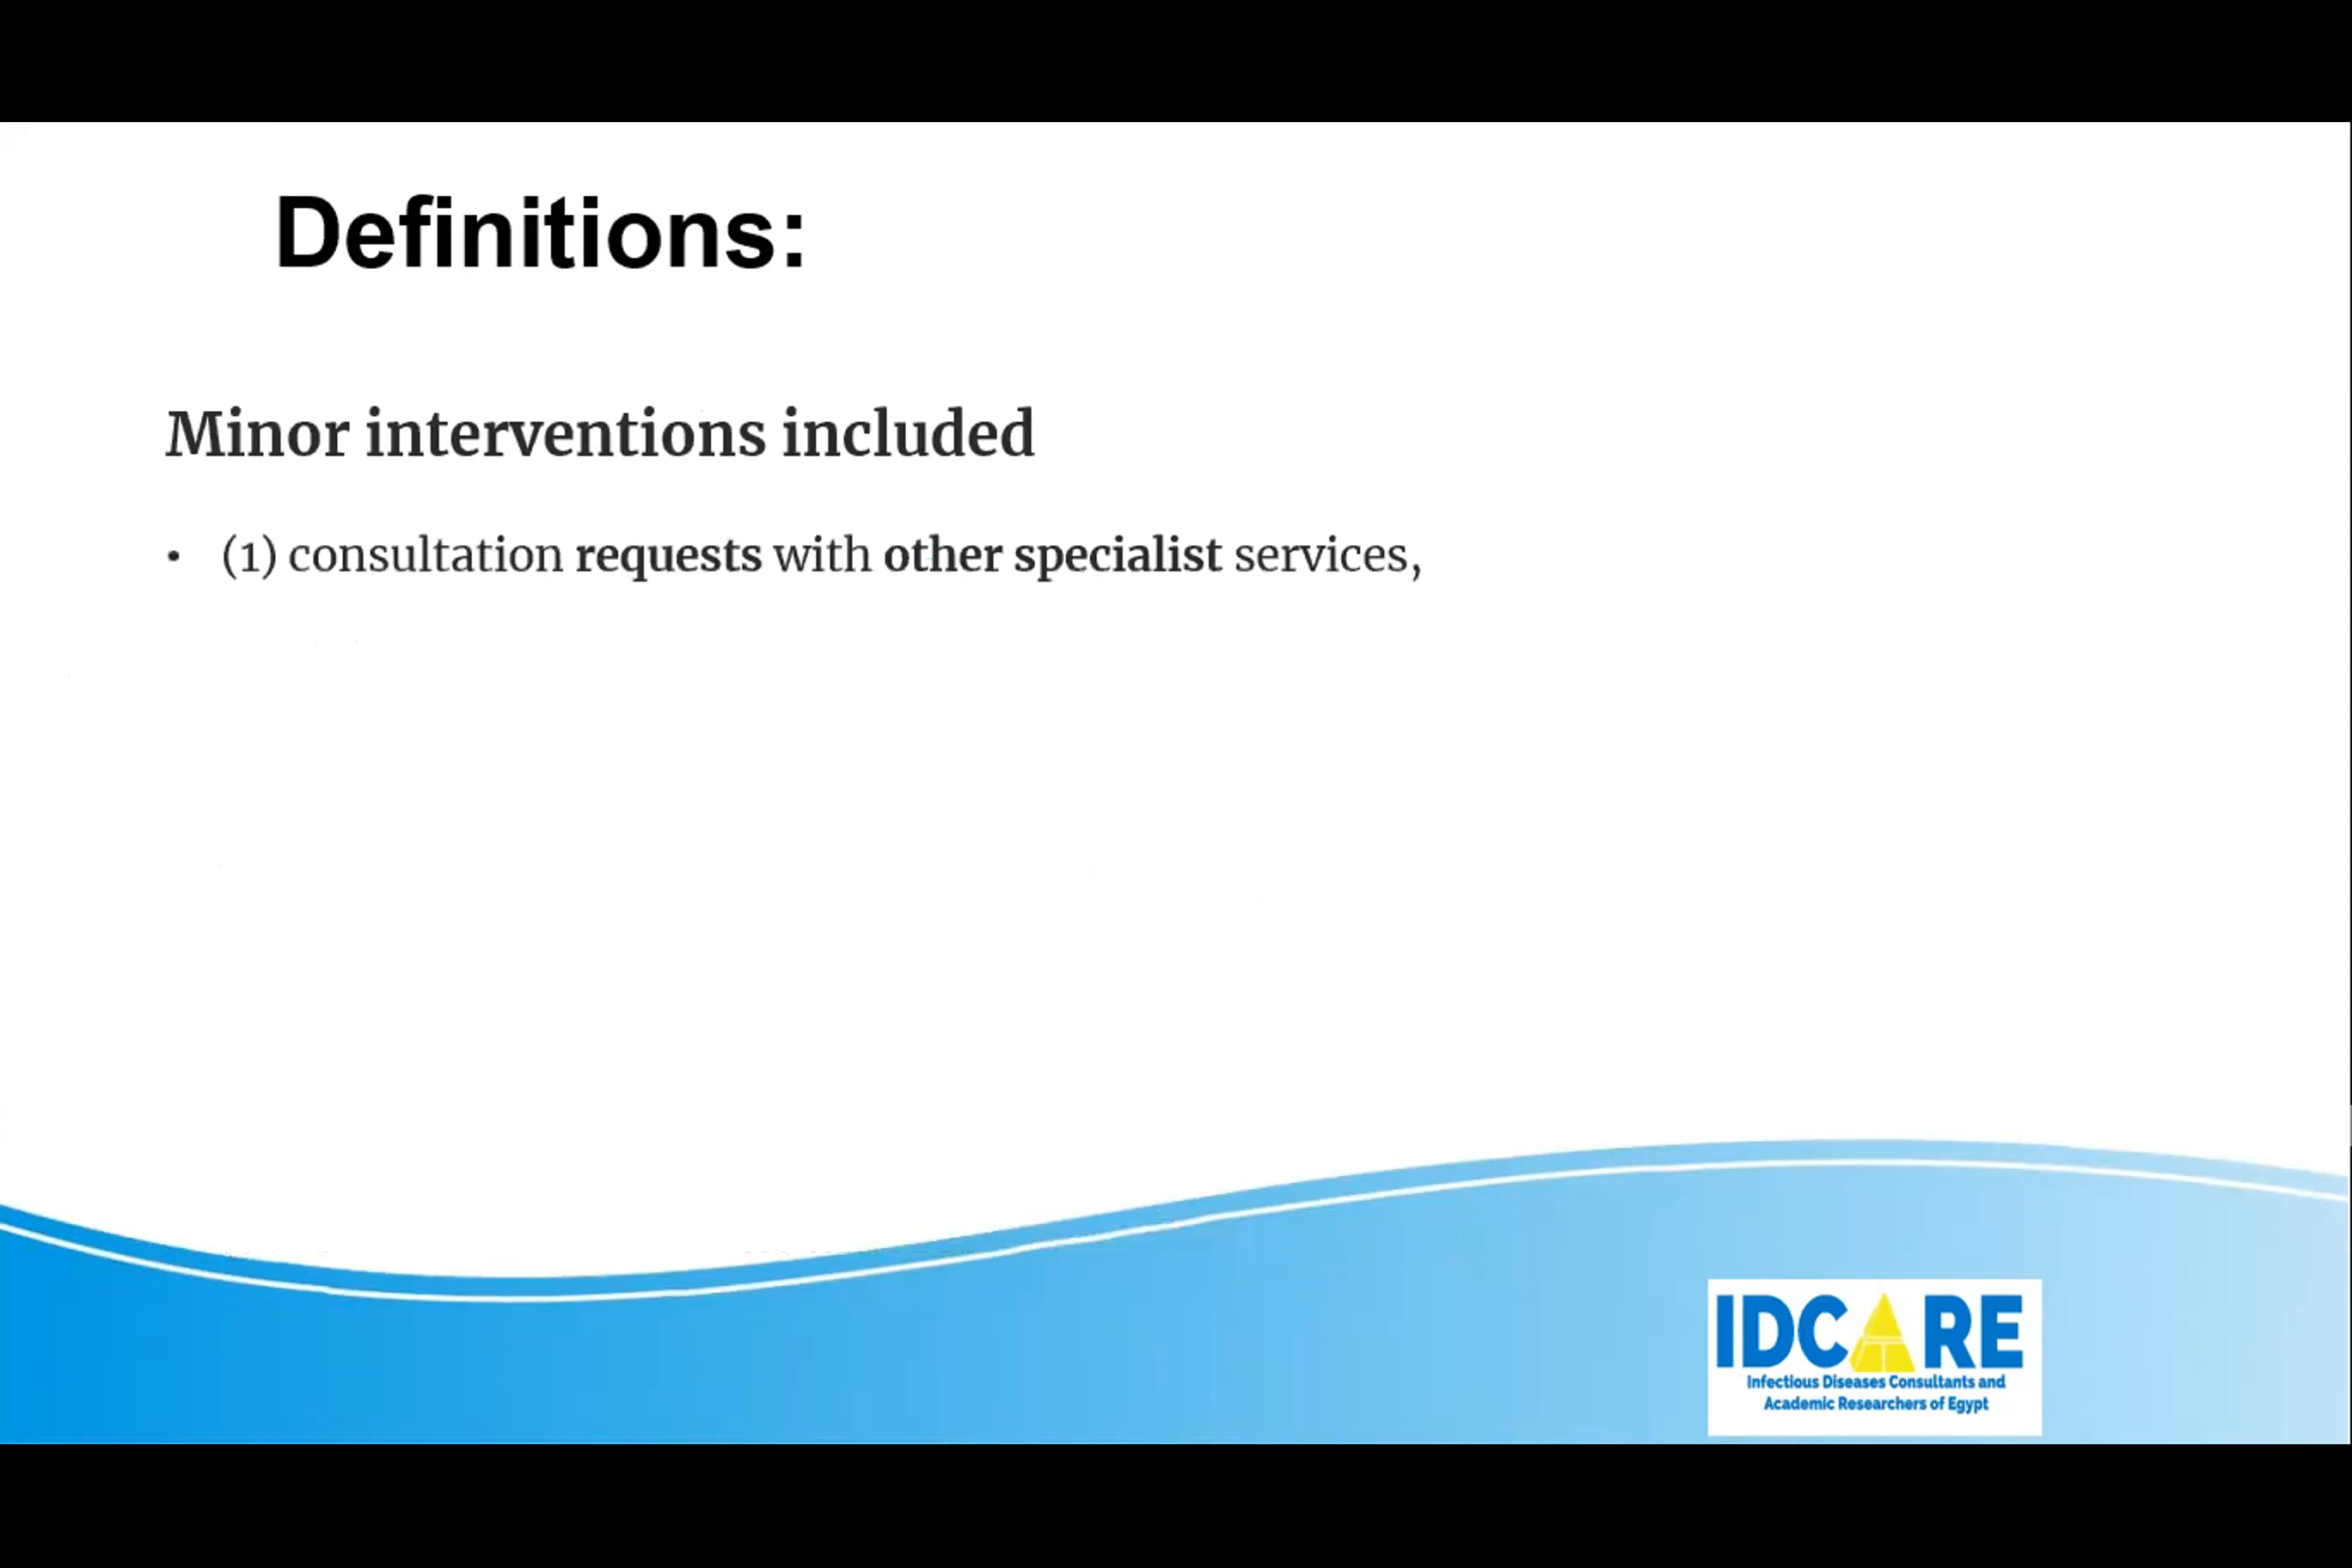 Definitions:
Minor interventions included
• (1) consultation requests with other specialist services,
IDCARE
Infectious Diseases Consultants and
Academic Researchers of Egypt